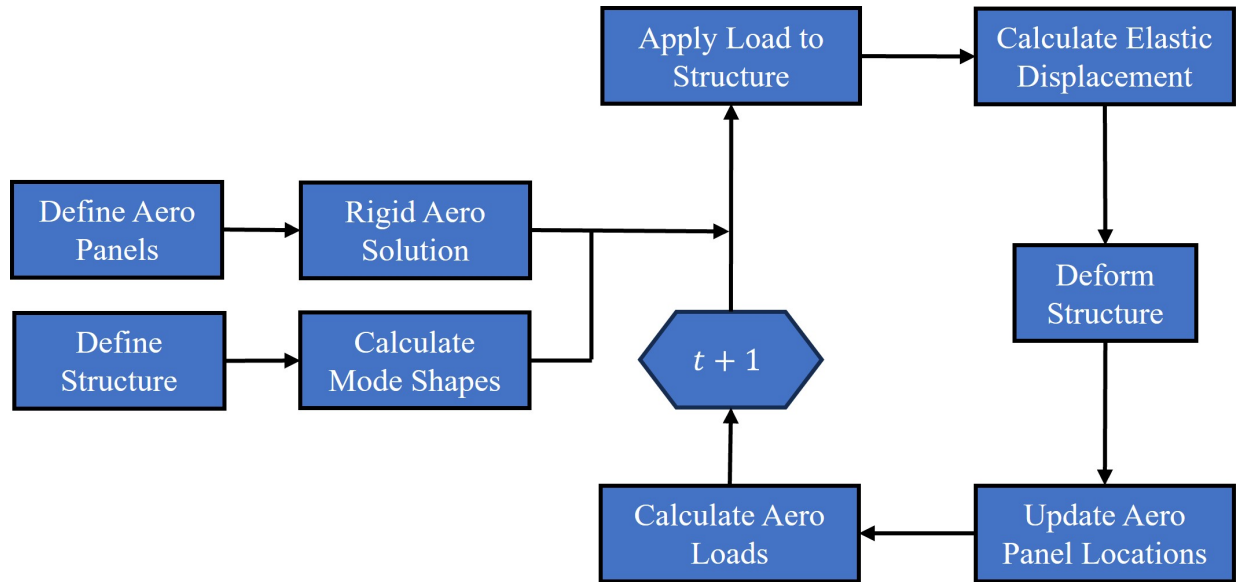 Apply Load to
Structure
Calculate Elastic
Displacement
Define Aero
Panels
Rigid Aero
Solution
Deform
Structure
Define
Structure
Calculate
Mode Shapes
t + 1
Calculate Aero
Loads
Update Aero
Panel Locations